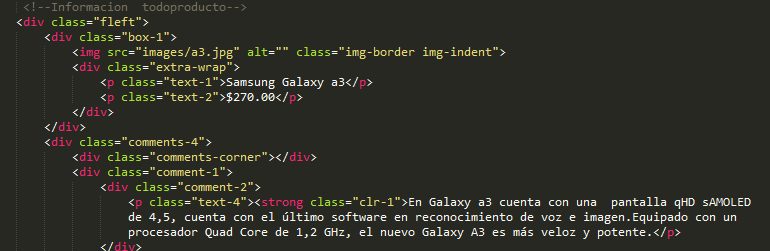 <!--Informacion  todoproducto-->
<div class="fleft">
<div class="box-1">
<img src="images/a3.jpg" alt="" class="img-border img-indent">
<div class="extra-wrap">
<p class="text-1">Samsung Galaxy a3</p>
<p class="text-2">$270.00</p>
</div>
</div>
<div class="comments-4">
<div class="comments-corner"></div>
<div class="comment-1">
<div class="comment-2">
<p class="text-4"><strong class="clr-1">En Galaxy a3 cuenta con una  pantalla qHD sAMOLED
de 4,5, cuenta con el último software en reconocimiento de voz e imagen.Equipado con un
procesador Quad Core de 1,2 GHz, el nuevo Galaxy A3 es más veloz y potente.</p>
</div>